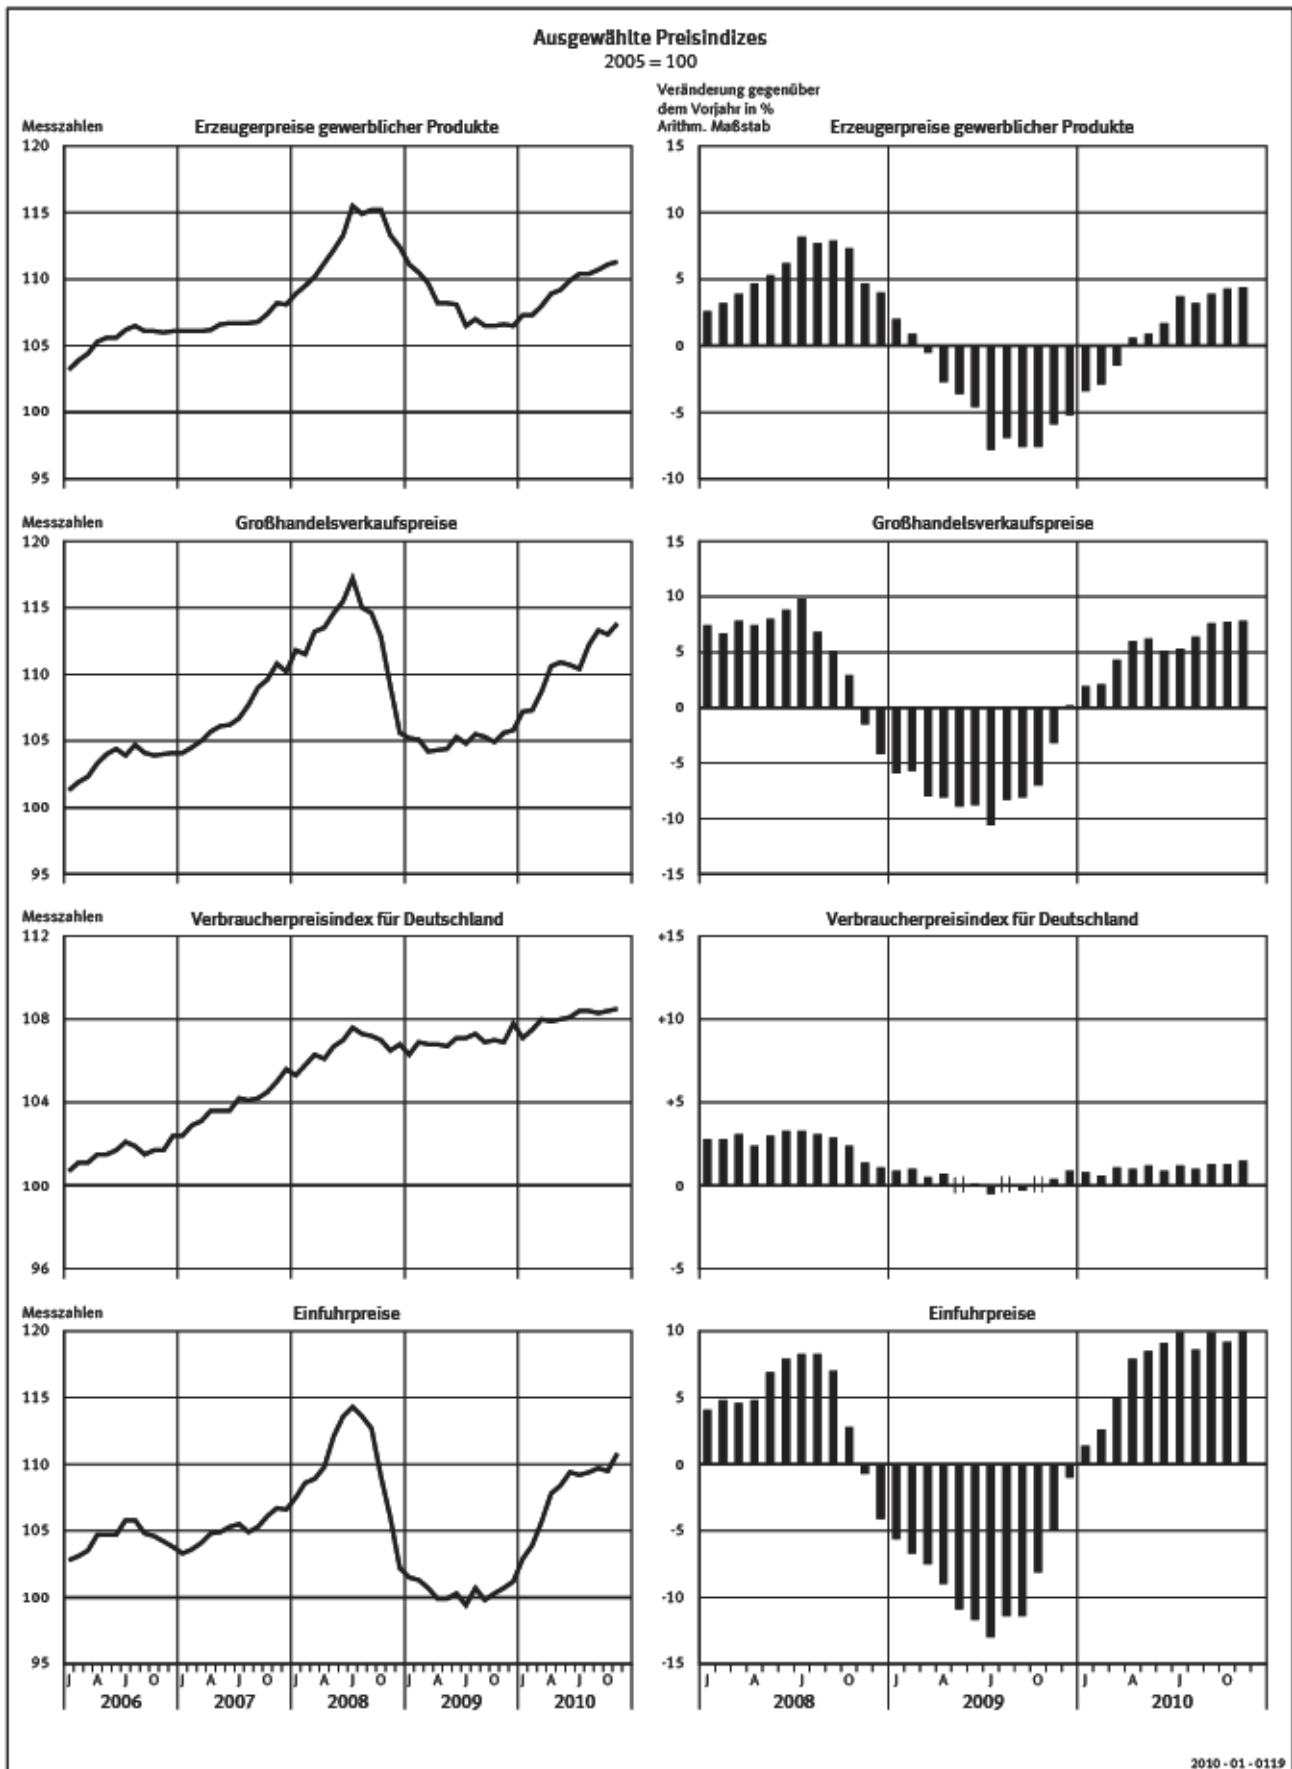 Ausgewählte Preisindizes
2005 = 100
Veränderung gegenüber
dem Vorjahr in %
Arithm. Maßstab
Messzahlen
Erzeugerpreise gewerblicher Produkte
Erzeugerpreise gewerblicher Produkte
120
115
110
105
100
95
15
10
5
0
-5
-10
Messzahlen
Großhandelsverkaufspreise
Großhandelsverkaufspreise
120
115
110
105
100
95
15
10
5
0
-5
-10
-15
Messzahlen
Verbraucherpreisindex für Deutschland
Verbraucherpreisindex für Deutschland
112
108
104
100
96
+15
+10
+5
0
-5
Messzahlen
Einfuhrpreise
Einfuhrpreise
120
115
110
105
100
95
10
5
0
-5
-10
-15
J A J O J A J O J A J O J A J O J A J O
2006 2007 2008 2009 2010
J A J O J A J O J A J O
2008 2009 2010
2010 - 01 - 0119